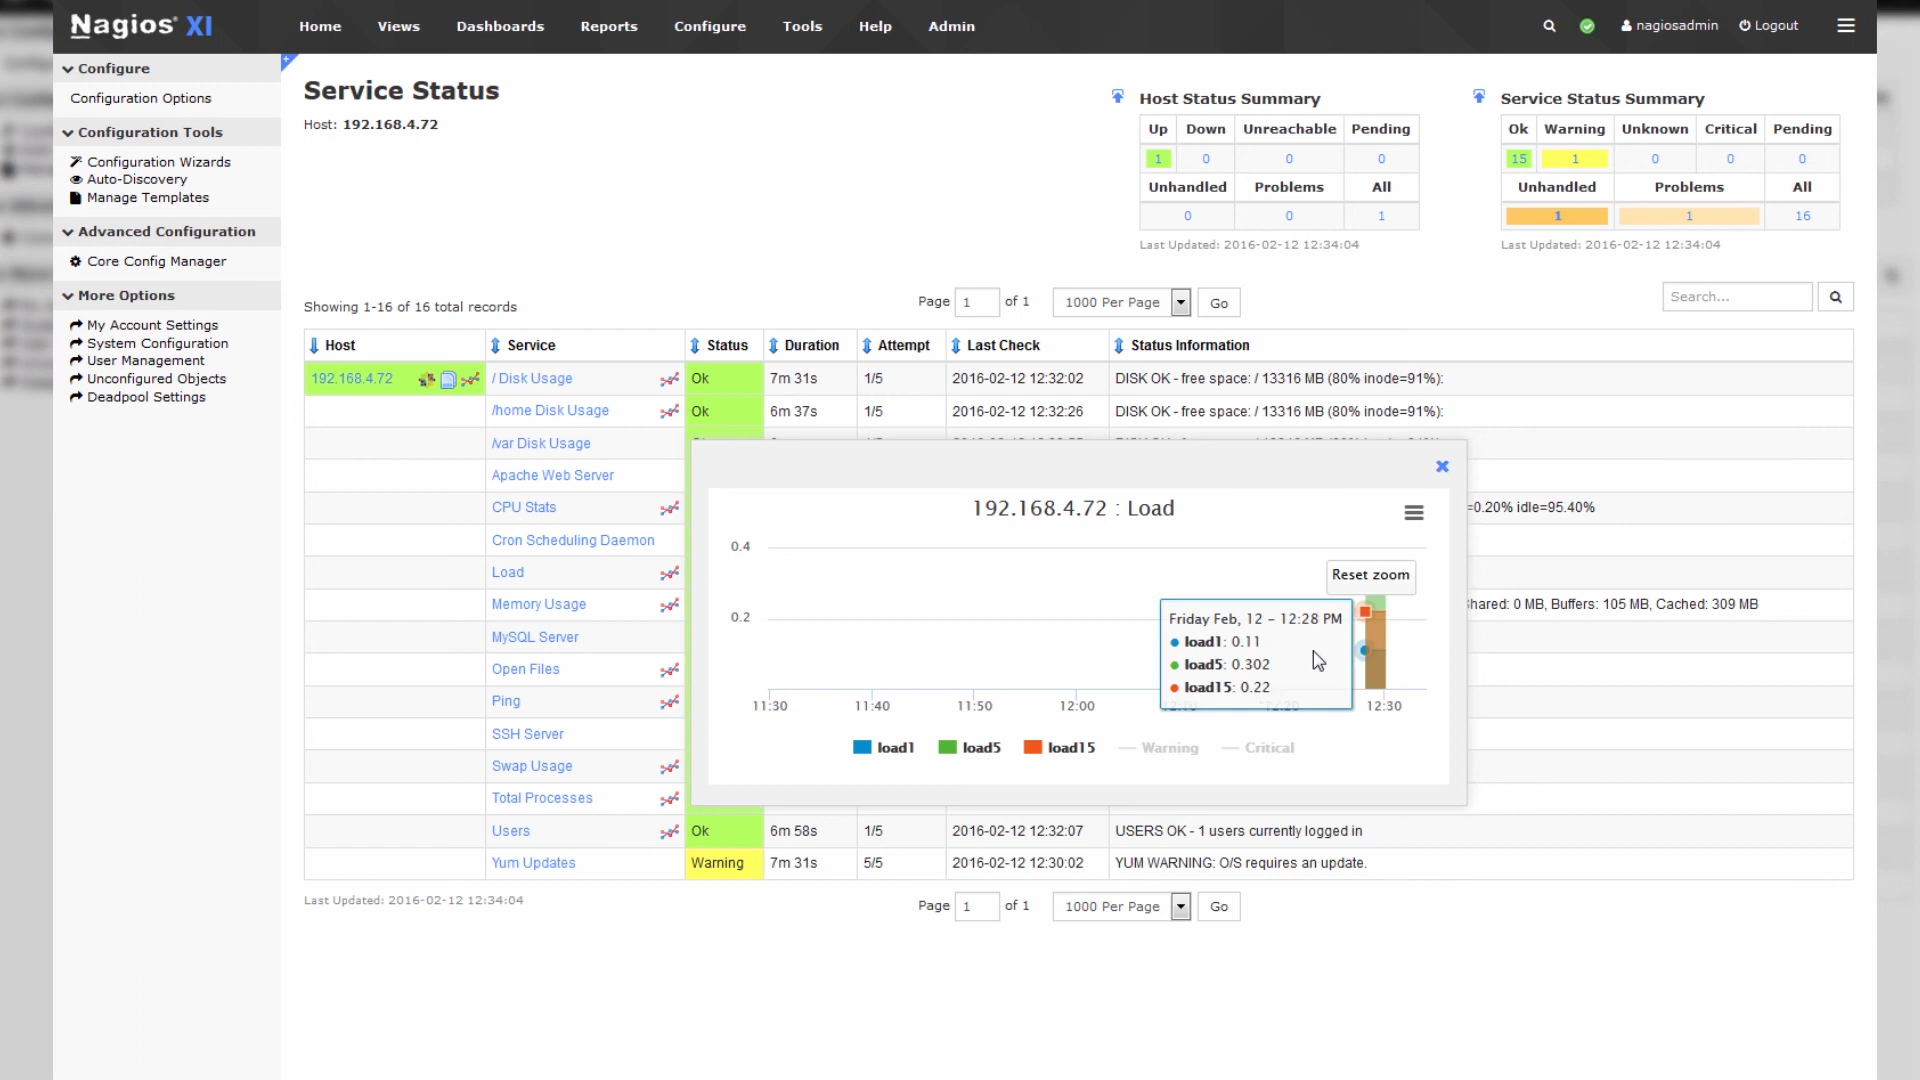 Nagios® XI
Home Views Dashboards Reports Configure Tools Help Admin
nagiosadmin Logout
Configure
Configuration Options
Configuration Tools
Configuration Wizards
Auto-Discovery
Manage Templates
Advanced Configuration
Core Config Manager
More Options
My Account Settings
System Configuration
User Management
Unconfigured Objects
Deadpool Settings
Service Status
Host: 192.168.4.72
Host Status Summary
Up Down Unreachable Pending
1 0 0 0
Unhandled Problems All
0 0 1
Last Updated: 2016-02-12 12:34:04
Service Status Summary
Ok Warning Unknown Critical Pending
15 1 0 0 0
Unhandled Problems All
1 1 16
Last Updated: 2016-02-12 12:34:04
Showing 1-16 of 16 total records
Page 1 of 1 1000 Per Page Go
Search...
Host Service Status Duration Attempt Last Check Status Information
192.168.4.72 / Disk Usage Ok 7m 31s 1/5 2016-02-12 12:32:02 DISK OK - free space: / 13316 MB (80% inode=91%):
/home Disk Usage Ok 6m 37s 1/5 2016-02-12 12:32:26 DISK OK - free space: / 13316 MB (80% inode=91%):
/var Disk Usage
Apache Web Server
CPU Stats =0.20% idle=95.40%
Cron Scheduling Daemon
Load
Memory Usage Shared: 0 MB, Buffers: 105 MB, Cached: 309 MB
MySQL Server
Open Files
Ping
SSH Server
Swap Usage
Total Processes
Users Ok 6m 58s 1/5 2016-02-12 12:32:07 USERS OK - 1 users currently logged in
Yum Updates Warning 7m 31s 5/5 2016-02-12 12:30:02 YUM WARNING: O/S requires an update.
192.168.4.72 : Load
0.4
Reset zoom
0.2
Friday Feb, 12 - 12:28 PM
load1: 0.11
load5: 0.302
load15: 0.22
11:30 11:40 11:50 12:00 12:10 12:20 12:30
load1 load5 load15 Warning Critical
Last Updated: 2016-02-12 12:34:04
Page 1 of 1 1000 Per Page Go